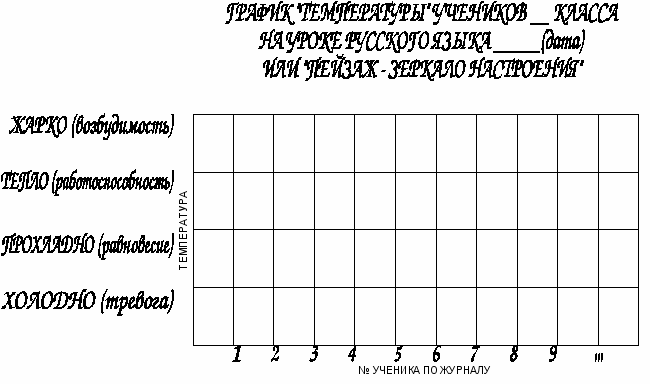 ГРАФИК "ТЕМПЕРАТУРЫ" УЧЕНИКОВ __ КЛАССА
НА УРОКЕ РУССКОГО ЯЗЫКА _____ (дата)
ИЛИ "ПЕЙЗАЖ - ЗЕРКАЛО НАСТРОЕНИЯ"
ЖАРКО (возбудимость)
ТЕПЛО (работоспособность)
ПРОХЛАДНО (равновесие)
ХОЛОДНО (тревога)
ТЕМПЕРАТУРА
1 2 3 4 5 6 7 8 9 ...
№ УЧЕНИКА ПО ЖУРНАЛУ